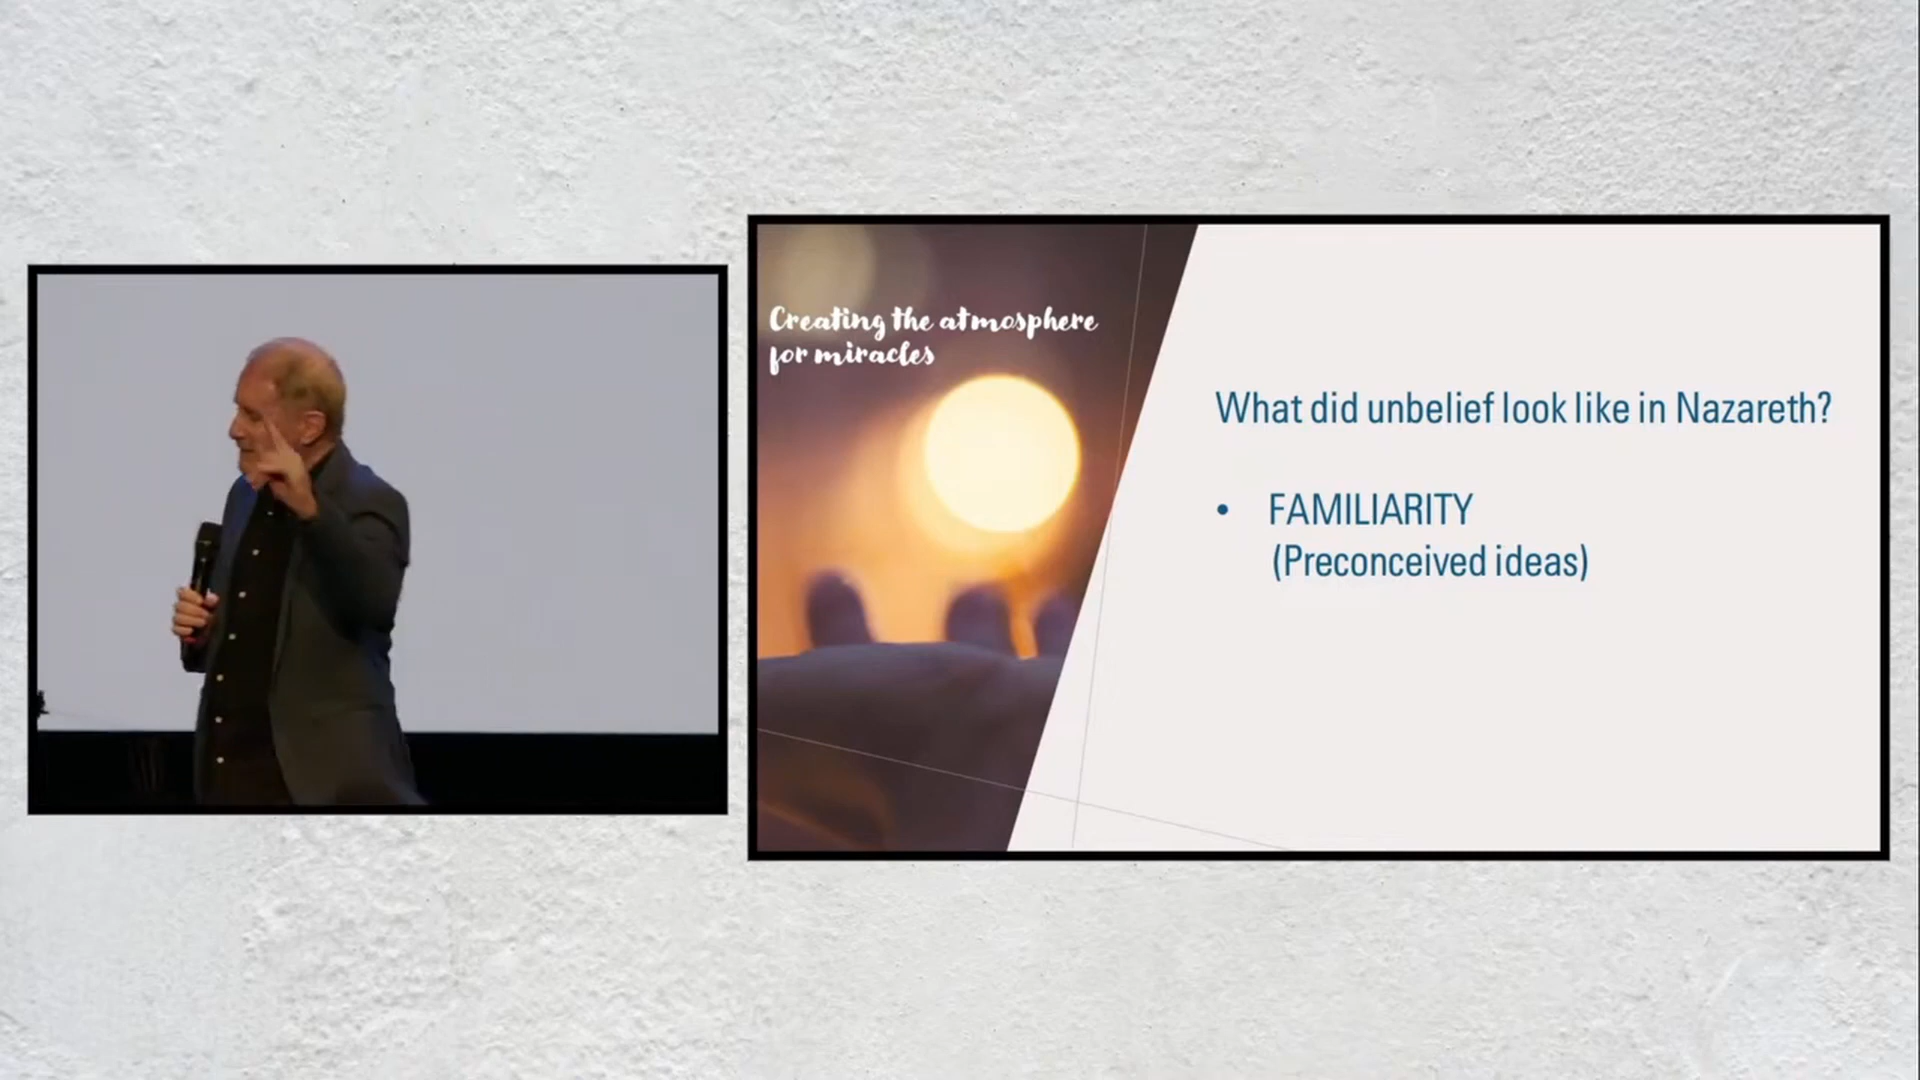 Creating the atmosphere
for miracles
What did unbelief look like in Nazareth?
• FAMILIARITY
(Preconceived ideas)